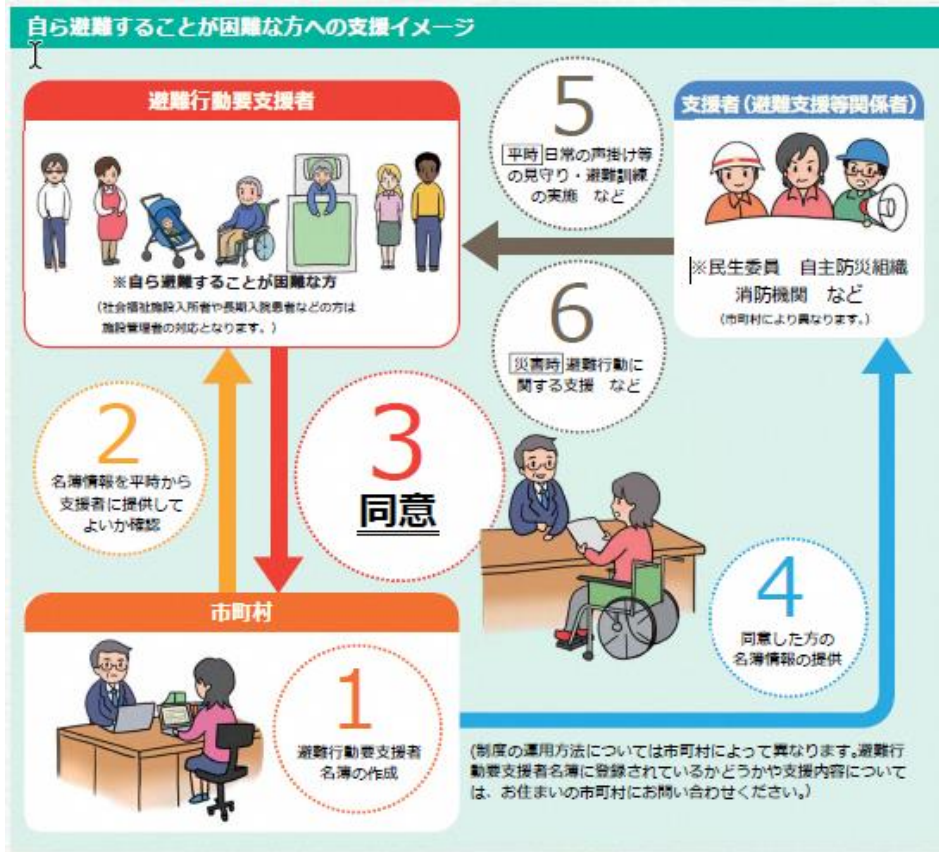 自ら避難することが困難な方への支援イメージ
避難行動要支援者
※自ら避難することが困難な方
(社会福祉施設入所者や長期入院患者などの方は
施設管理者の対応となります。)
5
平時 日常の声掛け等
の見守り・避難訓練
の実施 など
支援者(避難支援等関係者)
※民生委員 自主防災組織
消防機関 など
(市町村により異なります。)
6
災害時 避難行動に
関する支援 など
2
名簿情報を平時から
支援者に提供して
よいか確認
3
同意
4
同意した方の
名簿情報の提供
市町村
1
避難行動要支援者
名簿の作成
(制度の運用方法については市町村によって異なります。避難行
動要支援者名簿に登録されているかどうかや支援内容について
は、お住まいの市町村にお問い合わせください。)